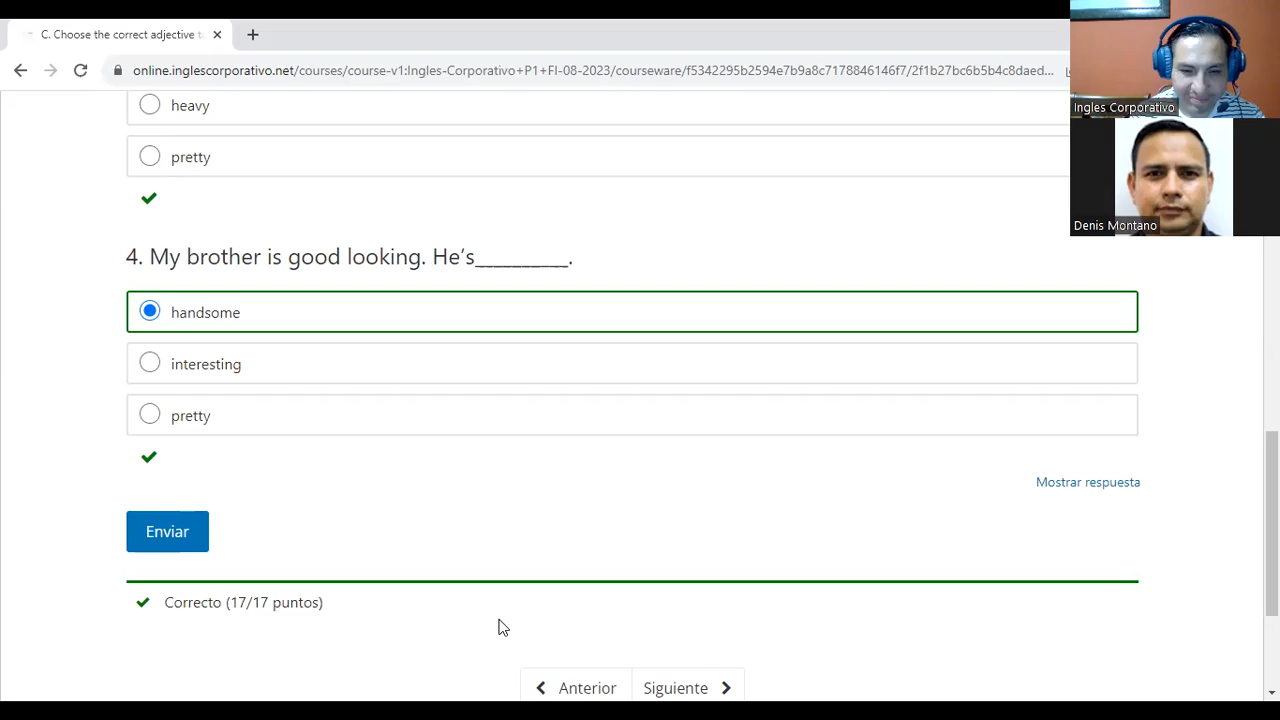 C. Choose the correct adjective t
online.inglescorporativo.net/courses/course-v1:Ingles-Corporativo+P1+FI-08-2023/courseware/f5342295b2594e7b9a8c7178846146f7/2f1b27bc6b5b4c8daed...
Ingles Corporativo
heavy
pretty
Denis Montano
4. My brother is good looking. He’s__________.
handsome
interesting
pretty
Mostrar respuesta
Enviar
Correcto (17/17 puntos)
Anterior
Siguiente